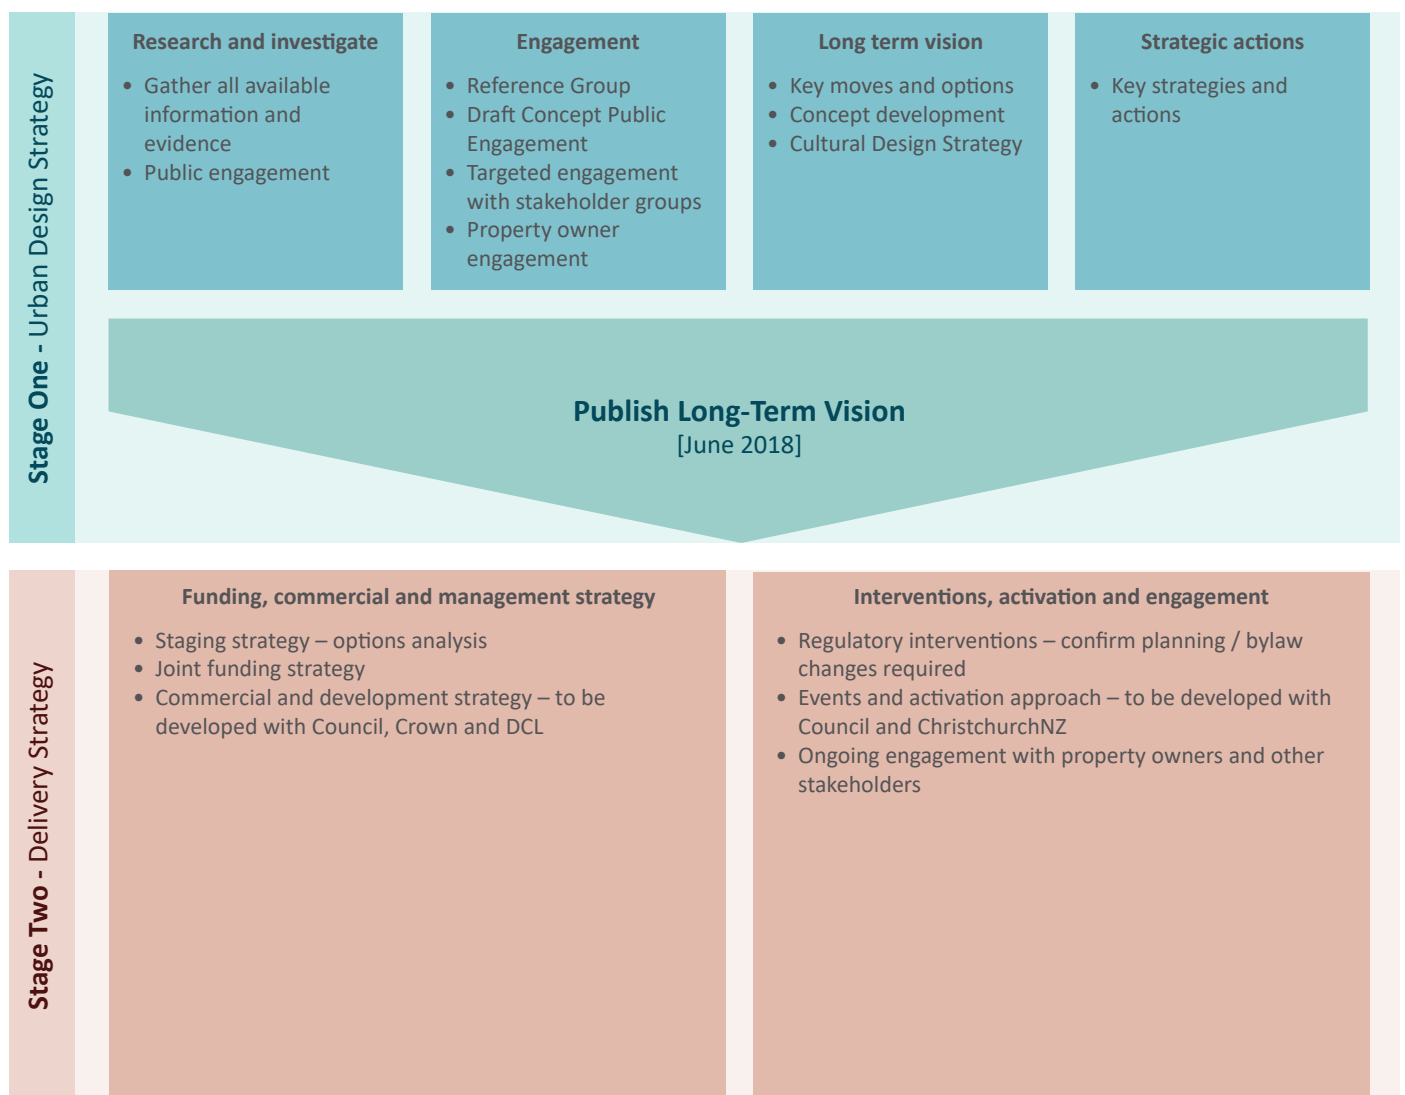 Stage One - Urban Design Strategy
Research and investigate
• Gather all available
information and
evidence
• Public engagement
Engagement
• Reference Group
• Draft Concept Public
Engagement
• Targeted engagement
with stakeholder groups
• Property owner
engagement
Long term vision
• Key moves and options
• Concept development
• Cultural Design Strategy
Strategic actions
• Key strategies and
actions
Publish Long-Term Vision
[June 2018]
Stage Two - Delivery Strategy
Funding, commercial and management strategy
• Staging strategy – options analysis
• Joint funding strategy
• Commercial and development strategy – to be
developed with Council, Crown and DCL
Interventions, activation and engagement
• Regulatory interventions – confirm planning / bylaw
changes required
• Events and activation approach – to be developed with
Council and ChristchurchNZ
• Ongoing engagement with property owners and other
stakeholders